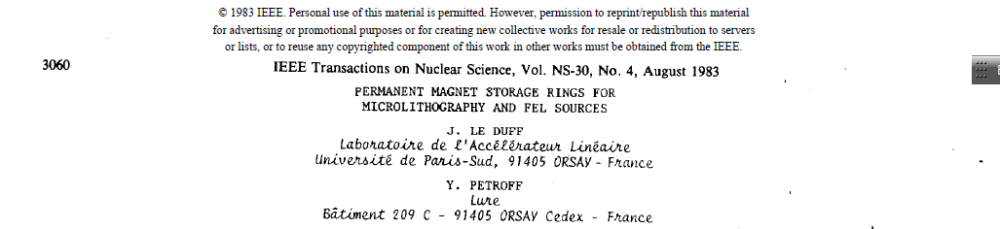 © 1983 IEEE. Personal use of this material is permitted. However, permission to reprint/republish this material
for advertising or promotional purposes or for creating new collective works for resale or redistribution to servers
or lists, or to reuse any copyrighted component of this work in other works must be obtained from the IEEE.
3060
IEEE Transactions on Nuclear Science, Vol. NS-30, No. 4, August 1983
PERMANENT MAGNET STORAGE RINGS FOR
MICROLITHOGRAPHY AND FEL SOURCES
J. LE DUFF
Laboratoire de l'Accélérateur Linéaire
Université de Paris-Sud, 91405 ORSAY - France
Y. PETROFF
Lure
Bâtiment 209 C - 91405 ORSAY Cedex - France